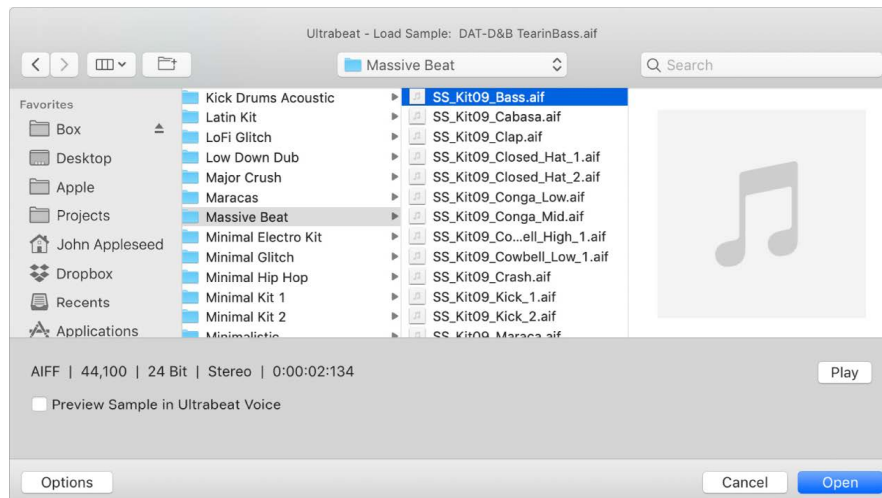 Ultrabeat - Load Sample: DAT-D&B TearinBass.aif
Massive Beat
Search
Favorites
Box
Desktop
Apple
Projects
John Appleseed
Dropbox
Recents
Applications
Kick Drums Acoustic
Latin Kit
LoFi Glitch
Low Down Dub
Major Crush
Maracas
Massive Beat
Minimal Electro Kit
Minimal Glitch
Minimal Hip Hop
Minimal Kit 1
Minimal Kit 2
Minimalistic
SS_Kit09_Bass.aif
SS_Kit09_Cabasa.aif
SS_Kit09_Clap.aif
SS_Kit09_Closed_Hat_1.aif
SS_Kit09_Closed_Hat_2.aif
SS_Kit09_Conga_Low.aif
SS_Kit09_Conga_Mid.aif
SS_Kit09_Co...ell_High_1.aif
SS_Kit09_Cowbell_Low_1.aif
SS_Kit09_Crash.aif
SS_Kit09_Kick_1.aif
SS_Kit09_Kick_2.aif
SS_Kit09_Maraca.aif
AIFF | 44,100 | 24 Bit | Stereo | 0:00:02:134
Play
Preview Sample in Ultrabeat Voice
Options
Cancel
Open